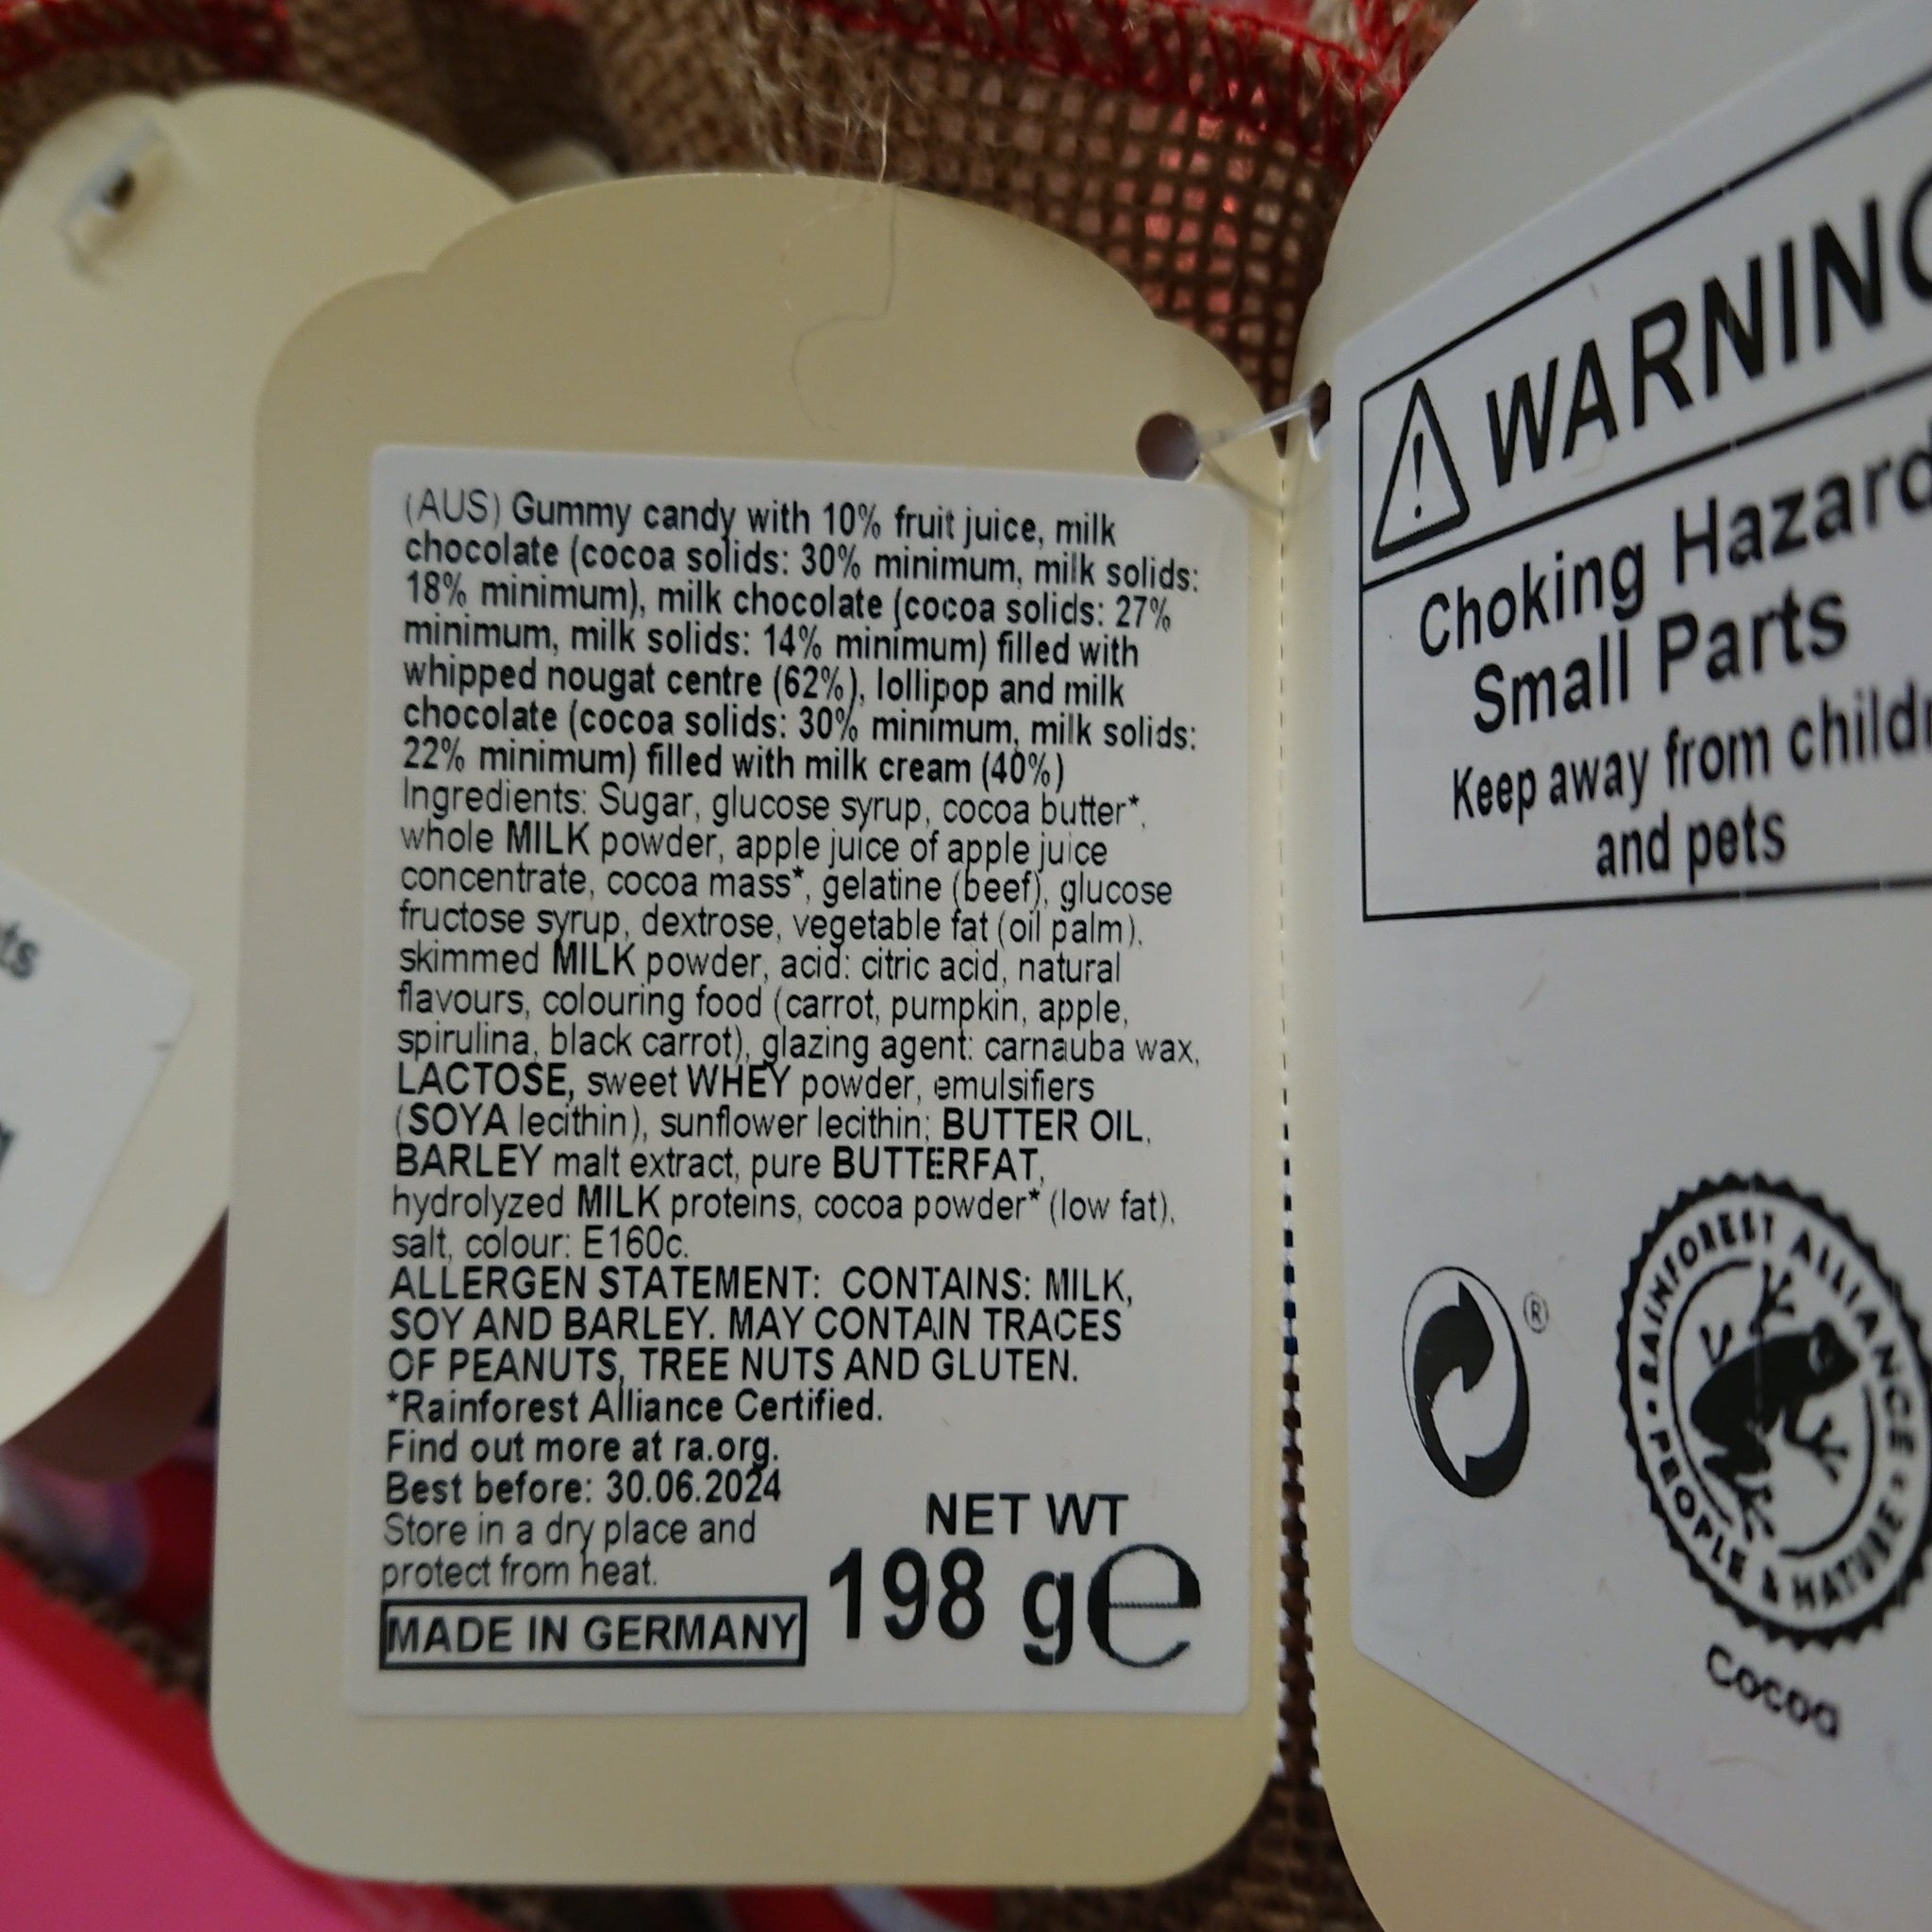 (AUS) Gummy candy with 10% fruit juice, milk
chocolate (cocoa solids: 30% minimum, milk solids:
18% minimum), milk chocolate (cocoa solids: 27%
minimum, milk solids: 14% minimum) filled with
whipped nougat centre (62%), lollipop and milk
chocolate (cocoa solids: 30% minimum, milk solids:
22% minimum) filled with milk cream (40%)
Ingredients: Sugar, glucose syrup, cocoa butter*,
whole MILK powder, apple juice of apple juice
concentrate, cocoa mass*, gelatine (beef), glucose
fructose syrup, dextrose, vegetable fat (oil palm),
skimmed MILK powder, acid: citric acid, natural
flavours, colouring food (carrot, pumpkin, apple,
spirulina, black carrot), glazing agent: carnauba wax,
LACTOSE, sweet WHEY powder, emulsifiers
(SOYA lecithin), sunflower lecithin; BUTTER OIL,
BARLEY malt extract, pure BUTTERFAT,
hydrolyzed MILK proteins, cocoa powder* (low fat),
salt, colour: E160c.
ALLERGEN STATEMENT: CONTAINS: MILK,
SOY AND BARLEY. MAY CONTAIN TRACES
OF PEANUTS, TREE NUTS AND GLUTEN.
*Rainforest Alliance Certified.
Find out more at ra.org.
Best before: 30.06.2024
Store in a dry place and
protect from heat.
MADE IN GERMANY
NET WT
198 g e
WARNING
Choking Hazard
Small Parts
Keep away from childr
and pets
®
RAINFOREST ALLIANCE
PEOPLE & NATURE
Cocoa
ts